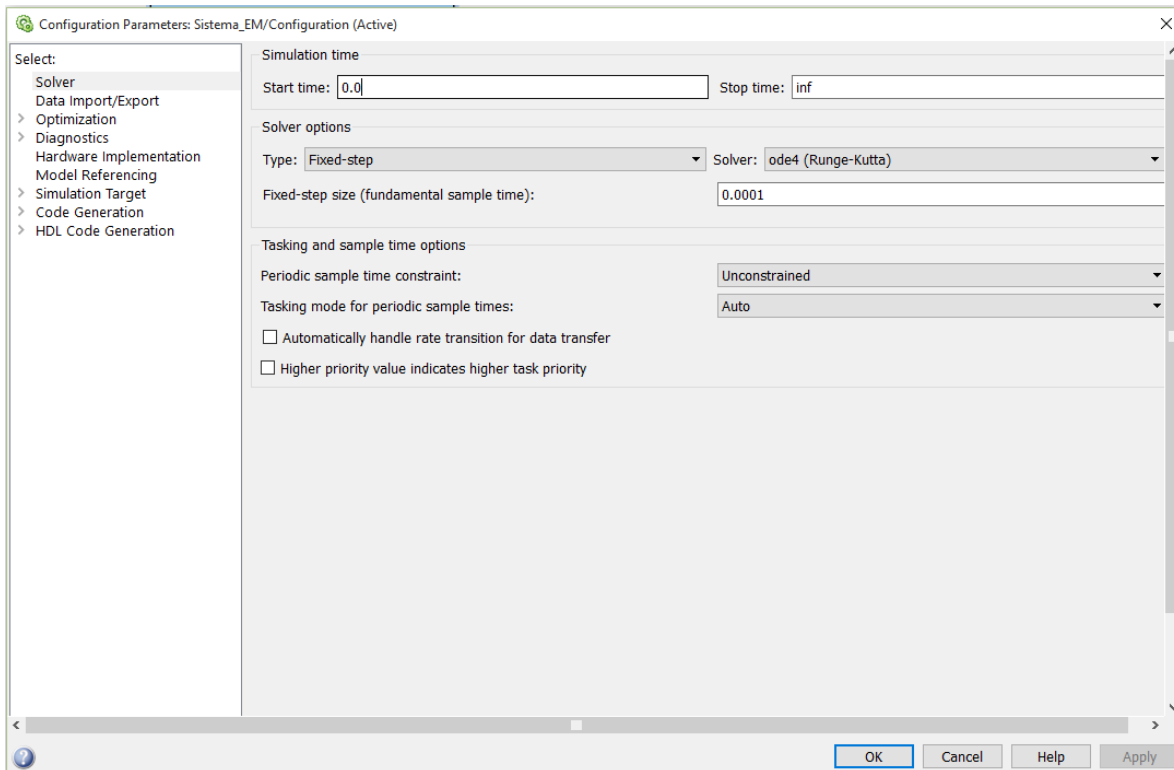 Configuration Parameters: Sistema_EM/Configuration (Active)
Select:
Solver
Data Import/Export
Optimization
Diagnostics
Hardware Implementation
Model Referencing
Simulation Target
Code Generation
HDL Code Generation
Simulation time
Start time: 0.0 Stop time: inf
Solver options
Type: Fixed-step Solver: ode4 (Runge-Kutta)
Fixed-step size (fundamental sample time): 0.0001
Tasking and sample time options
Periodic sample time constraint: Unconstrained
Tasking mode for periodic sample times: Auto
Automatically handle rate transition for data transfer
Higher priority value indicates higher task priority
OK Cancel Help Apply